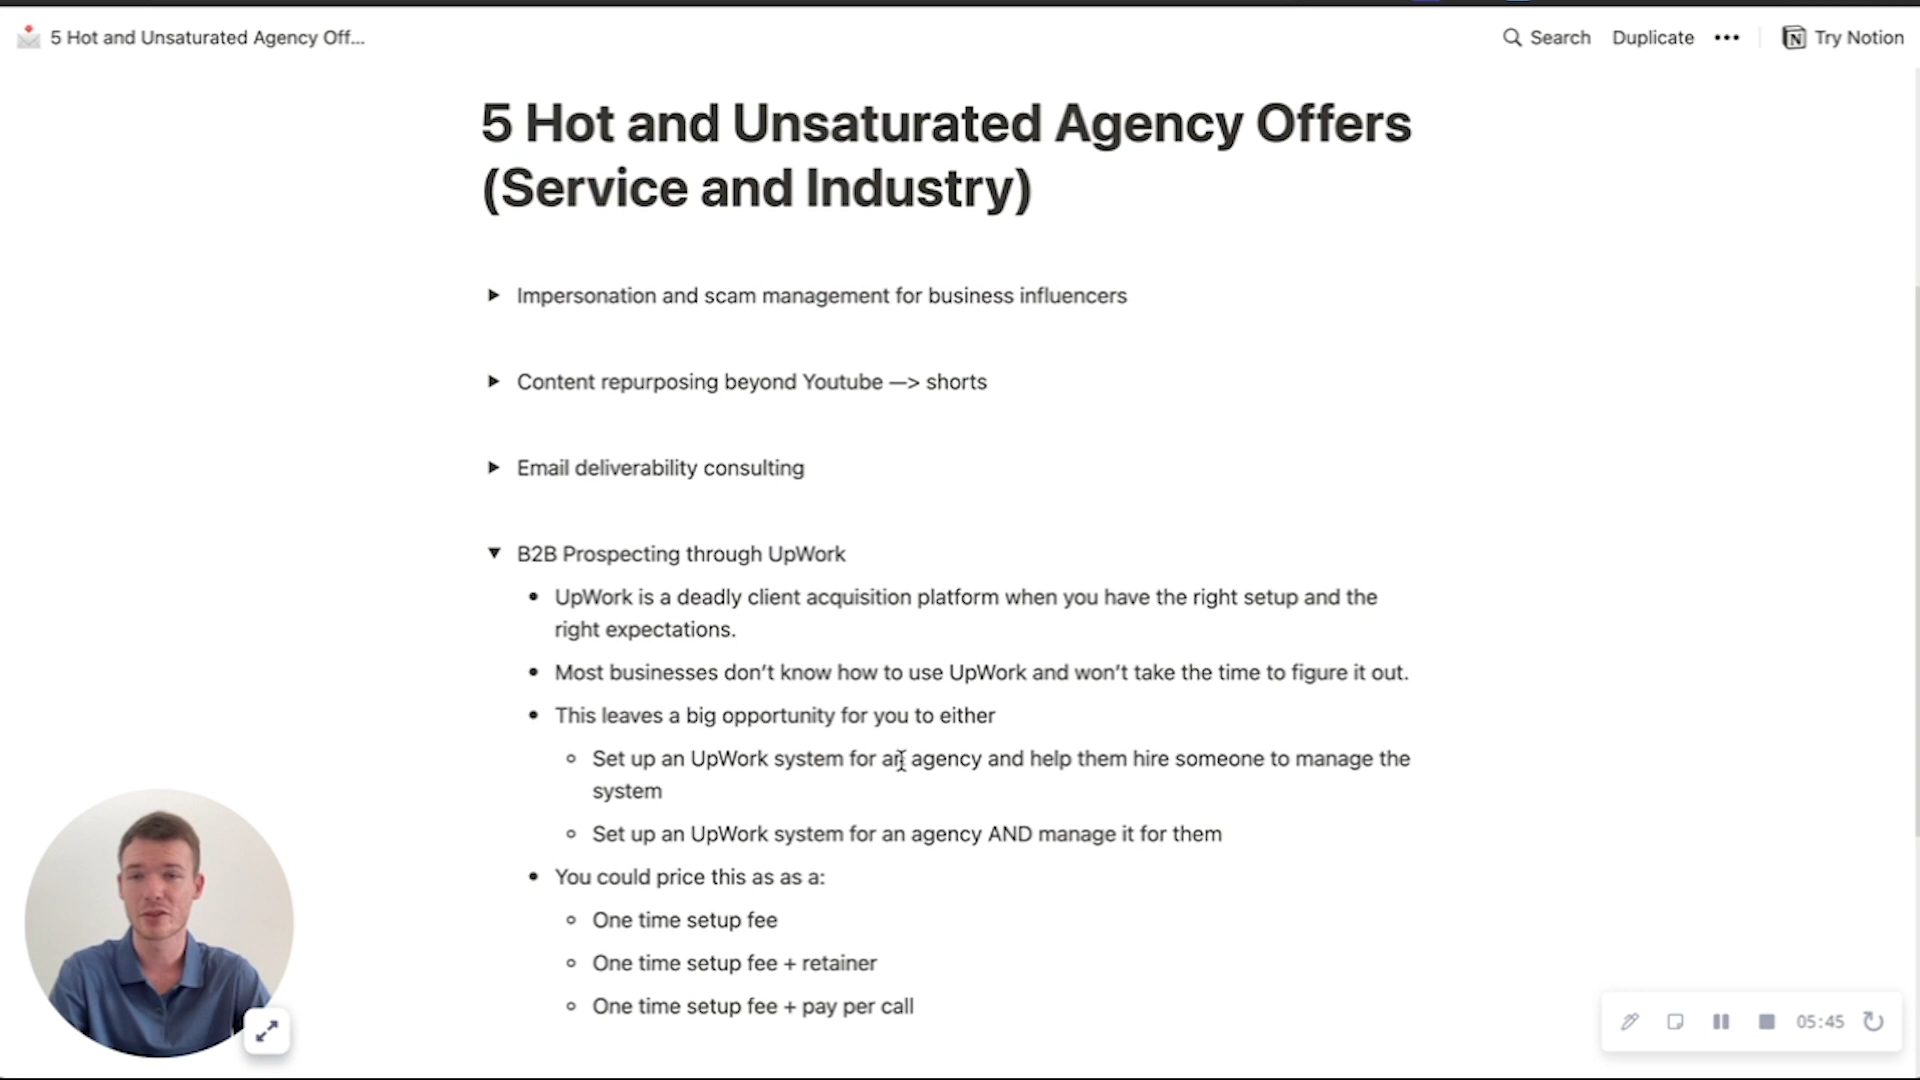 5 Hot and Unsaturated Agency Off...
Search
Duplicate
Try Notion
5 Hot and Unsaturated Agency Offers
(Service and Industry)
Impersonation and scam management for business influencers
Content repurposing beyond Youtube —> shorts
Email deliverability consulting
B2B Prospecting through UpWork
UpWork is a deadly client acquisition platform when you have the right setup and the
right expectations.
Most businesses don’t know how to use UpWork and won’t take the time to figure it out.
This leaves a big opportunity for you to either
Set up an UpWork system for an agency and help them hire someone to manage the
system
Set up an UpWork system for an agency AND manage it for them
You could price this as as a:
One time setup fee
One time setup fee + retainer
One time setup fee + pay per call
05:45